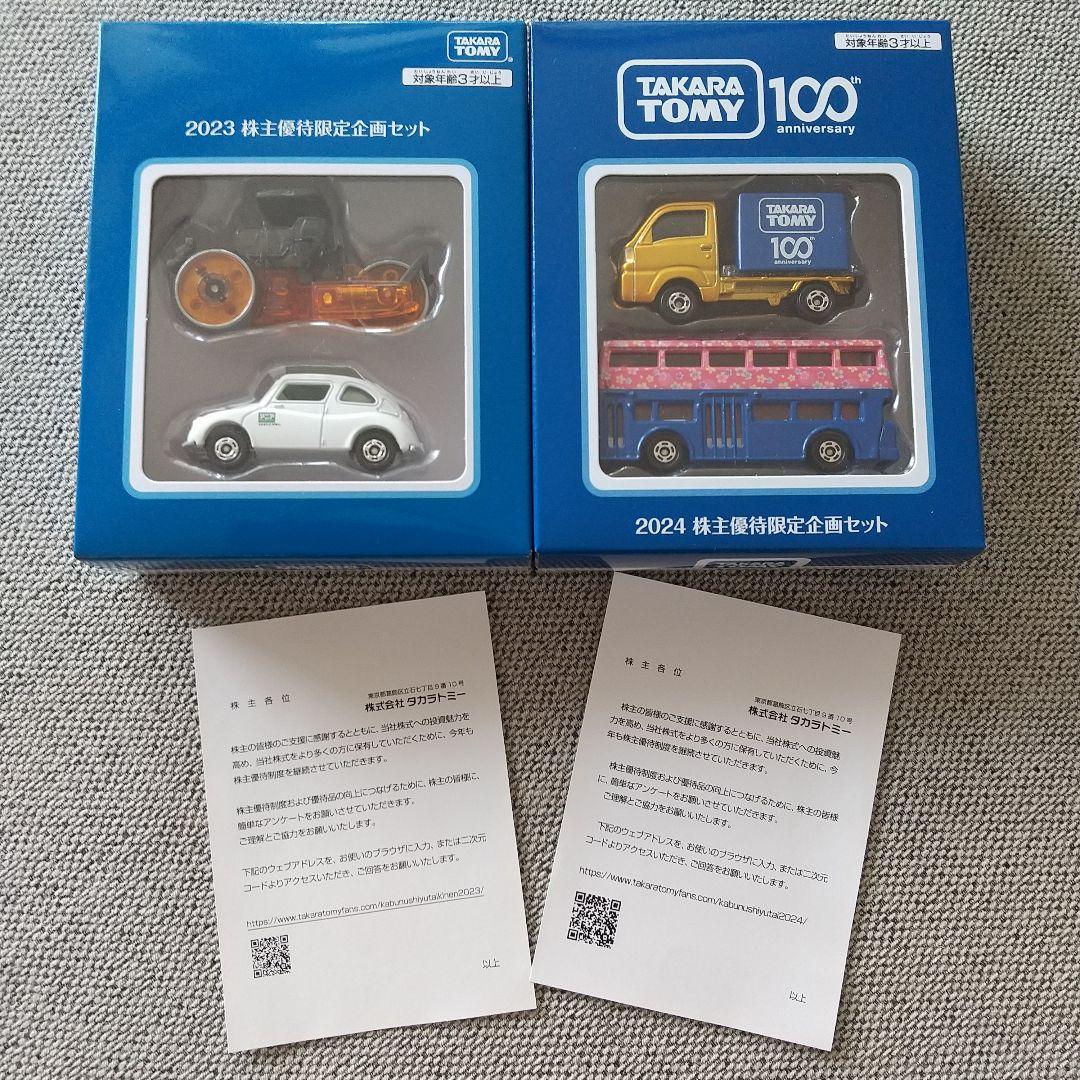 TAKARA
TOMY
対象年齢3才以上
2023 株主優待限定企画セット
対象年齢3才以上
TAKARA
TOMY
100th
anniversary
TAKARA
TOMY
100th
anniversary
2024 株主優待限定企画セット
TAKARA
株主各位
東京都葛飾区立石七丁目9番10号
株式会社 タカラトミー
株主の皆様のご支援に感謝するとともに、当社株式への投資魅力を
高め、当社株式をより多くの方に保有していただくために、今年も
株主優待制度を継続させていただきます。
株主優待制度および優待品の向上につなげるために、株主の皆様に、
簡単なアンケートをお願いさせていただきます。
ご理解とご協力をお願いいたします。
下記のウェブアドレスを、お使いのブラウザに入力、または二次元
コードよりアクセスいただき、ご回答をお願いいたします。
https://www.takaratomyfans.com/kabunushiyutaikinen2023/
以上
株主各位
東京都葛飾区立石七丁目9番10号
株式会社 タカラトミー
株主の皆様のご支援に感謝するとともに、当社株式への投資魅
力を高め、当社株式をより多くの方に保有していただくために、今
年も株主優待制度を継続させていただきます。
株主優待制度および優待品の向上につなげるために、株主の皆様
に、簡単なアンケートをお願いさせていただきます。
ご理解とご協力をお願いいたします。
下記のウェブアドレスを、お使いのブラウザに入力、または二次元
コードよりアクセスいただき、ご回答をお願いいたします。
https://www.takaratomyfans.com/kabunushiyutai2024/
以上